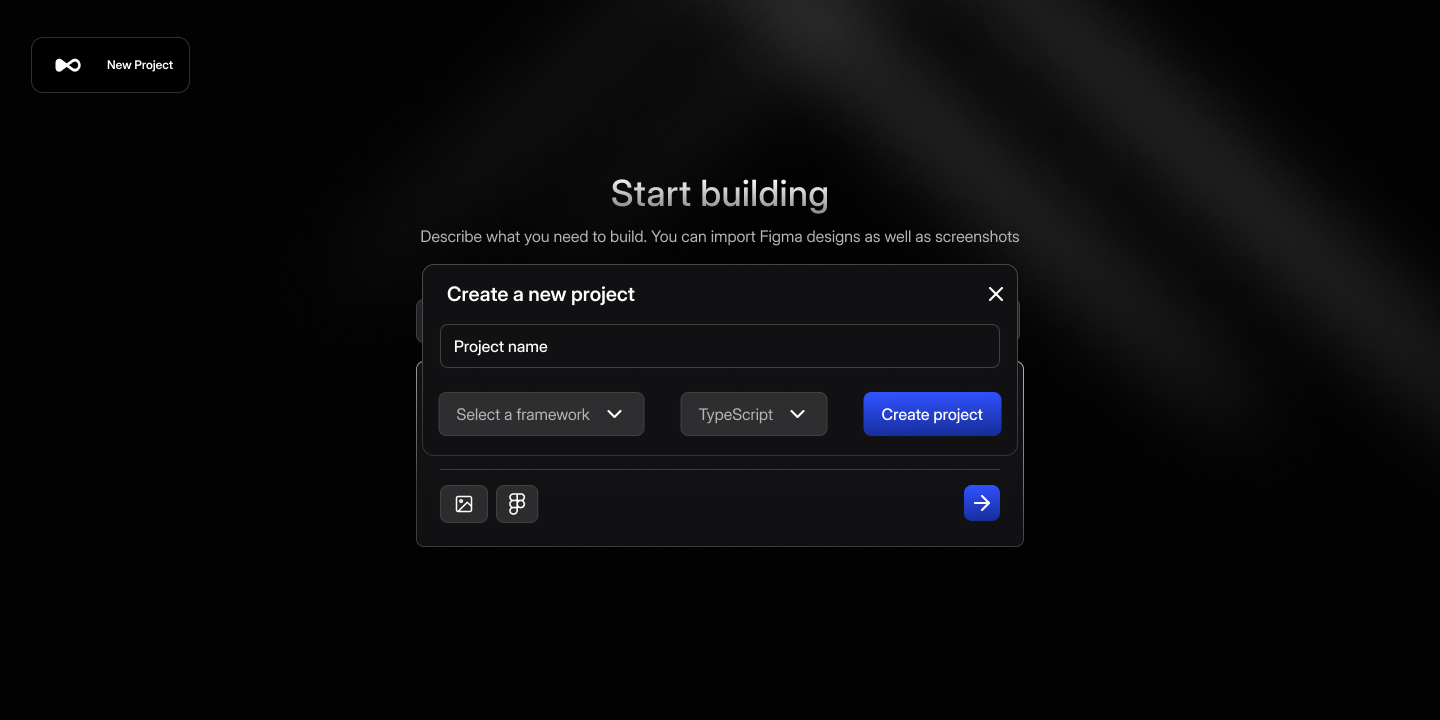 New Project
Start building
Describe what you need to build. You can import Figma designs as well as screenshots
Create a new project
Project name
Select a framework
TypeScript
Create project